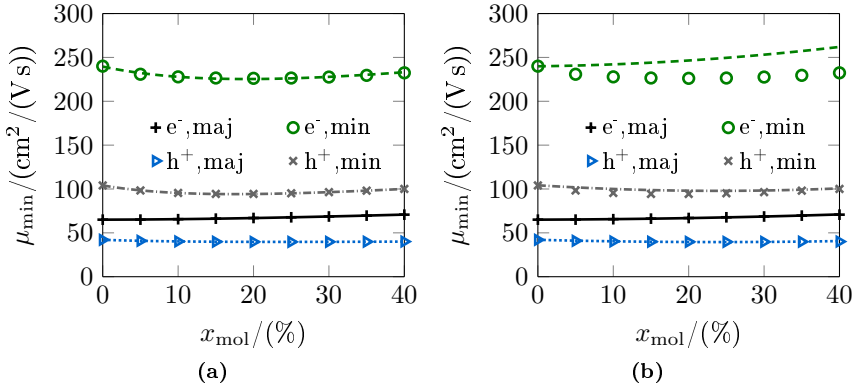 300
250
200
150
100
50
0
μmin/(cm²/(V s))
e⁻,maj e⁻,min
h⁺,maj h⁺,min
0 10 20 30 40
xmol/(%)
(a)
300
250
200
150
100
50
0
μmin/(cm²/(V s))
e⁻,maj e⁻,min
h⁺,maj h⁺,min
0 10 20 30 40
xmol/(%)
(b)